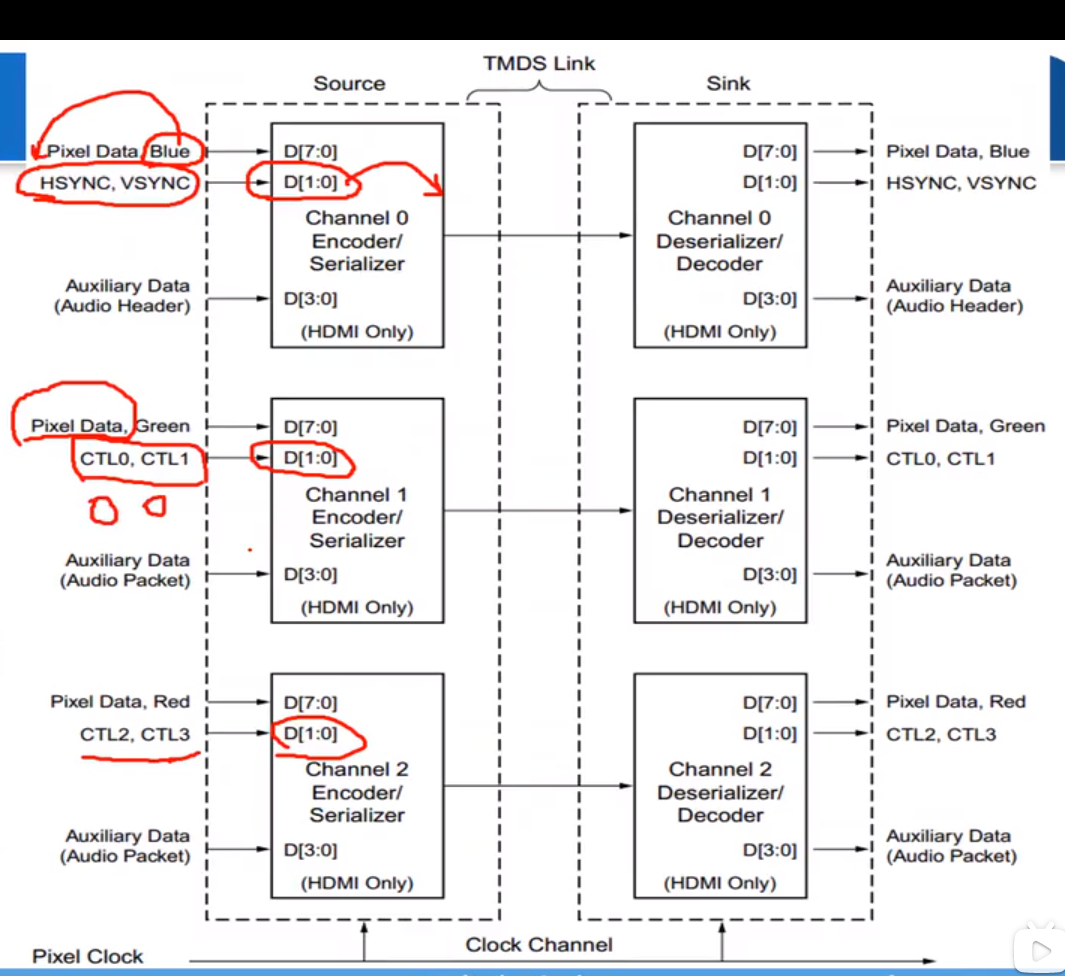 TMDS Link
Source
Sink
Pixel Data, Blue
D[7:0]
D[7:0]
Pixel Data, Blue
HSYNC, VSYNC
D[1:0]
D[1:0]
HSYNC, VSYNC
Channel 0
Encoder/
Serializer
Channel 0
Deserializer/
Decoder
Auxiliary Data
(Audio Header)
D[3:0]
D[3:0]
Auxiliary Data
(Audio Header)
(HDMI Only)
(HDMI Only)
Pixel Data, Green
D[7:0]
D[7:0]
Pixel Data, Green
CTL0, CTL1
D[1:0]
D[1:0]
CTL0, CTL1
0 0
Channel 1
Encoder/
Serializer
Channel 1
Deserializer/
Decoder
Auxiliary Data
(Audio Packet)
D[3:0]
D[3:0]
Auxiliary Data
(Audio Packet)
(HDMI Only)
(HDMI Only)
Pixel Data, Red
D[7:0]
D[7:0]
Pixel Data, Red
CTL2, CTL3
D[1:0]
D[1:0]
CTL2, CTL3
Channel 2
Encoder/
Serializer
Channel 2
Deserializer/
Decoder
Auxiliary Data
(Audio Packet)
D[3:0]
D[3:0]
Auxiliary Data
(Audio Packet)
(HDMI Only)
(HDMI Only)
Pixel Clock
Clock Channel